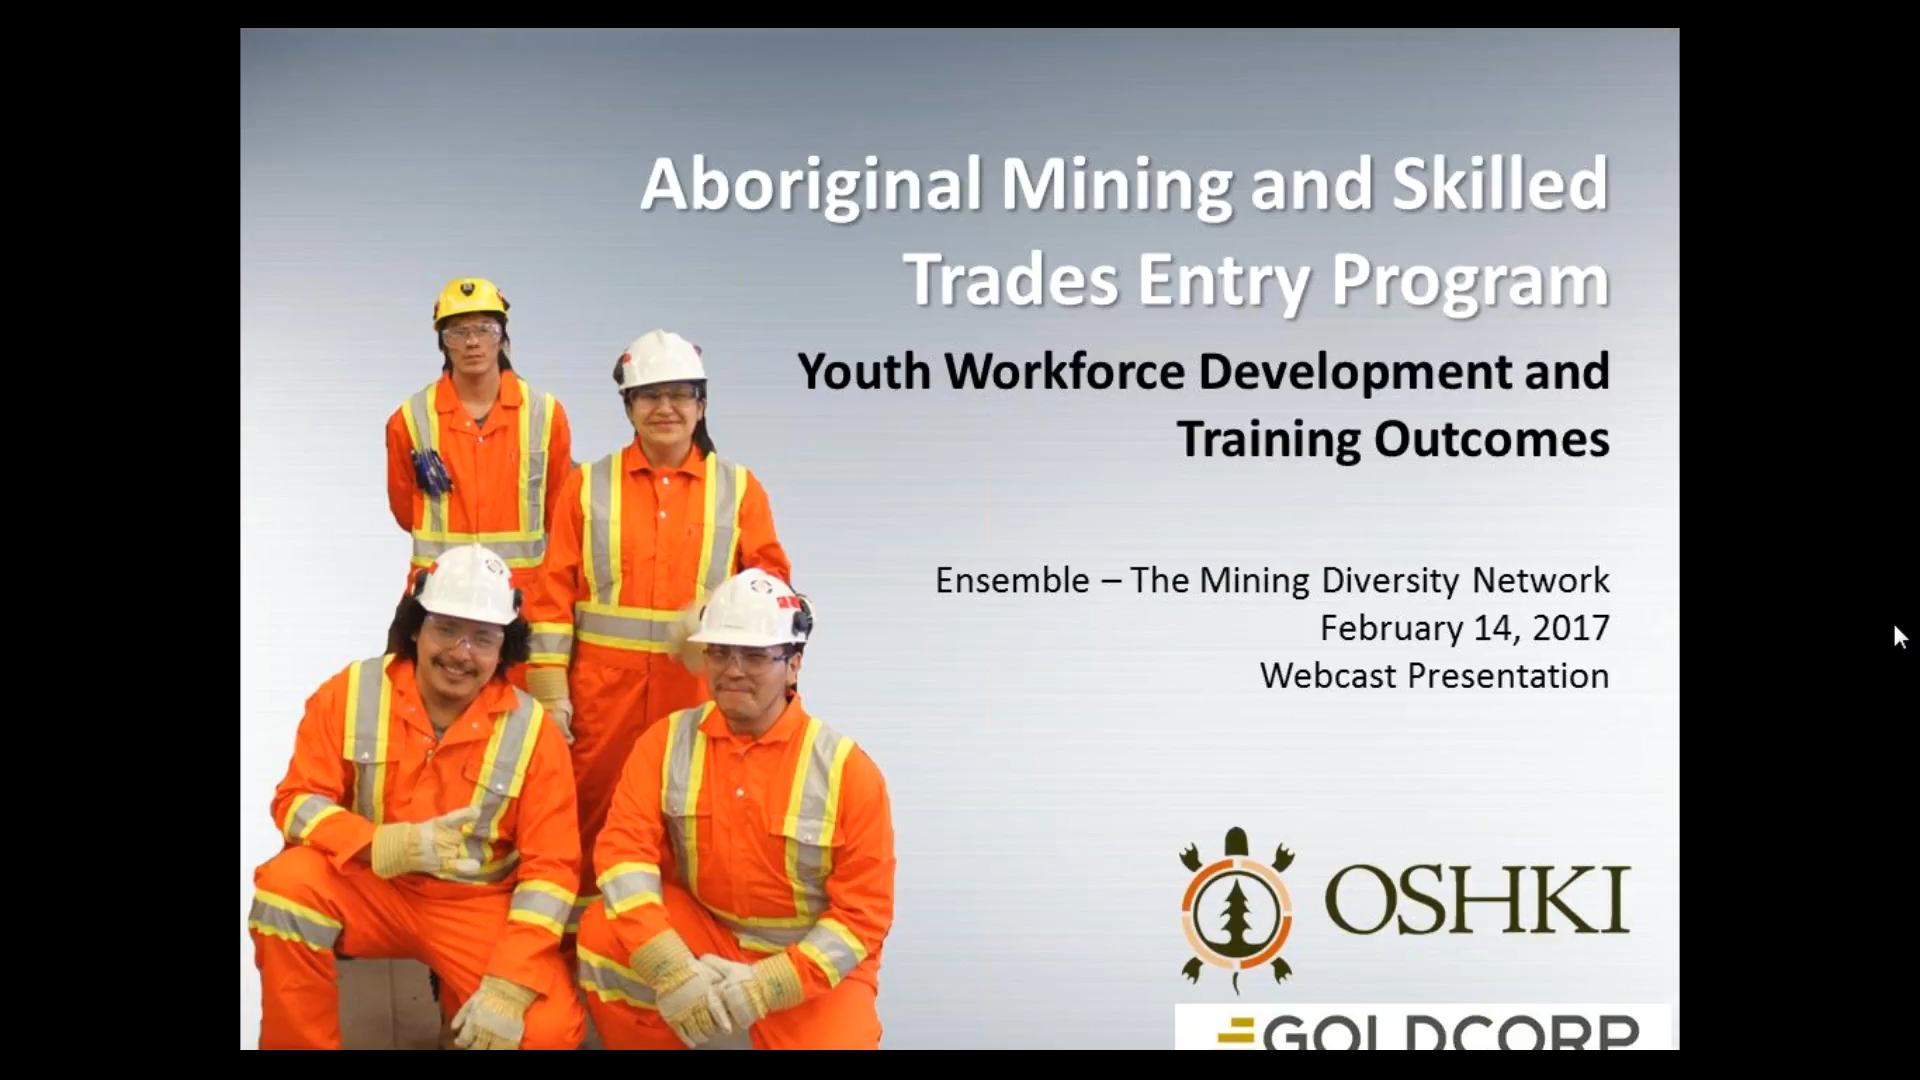 Aboriginal Mining and Skilled
Trades Entry Program
Youth Workforce Development and
Training Outcomes
Ensemble – The Mining Diversity Network
February 14, 2017
Webcast Presentation
OSHKI
GOLDCORP